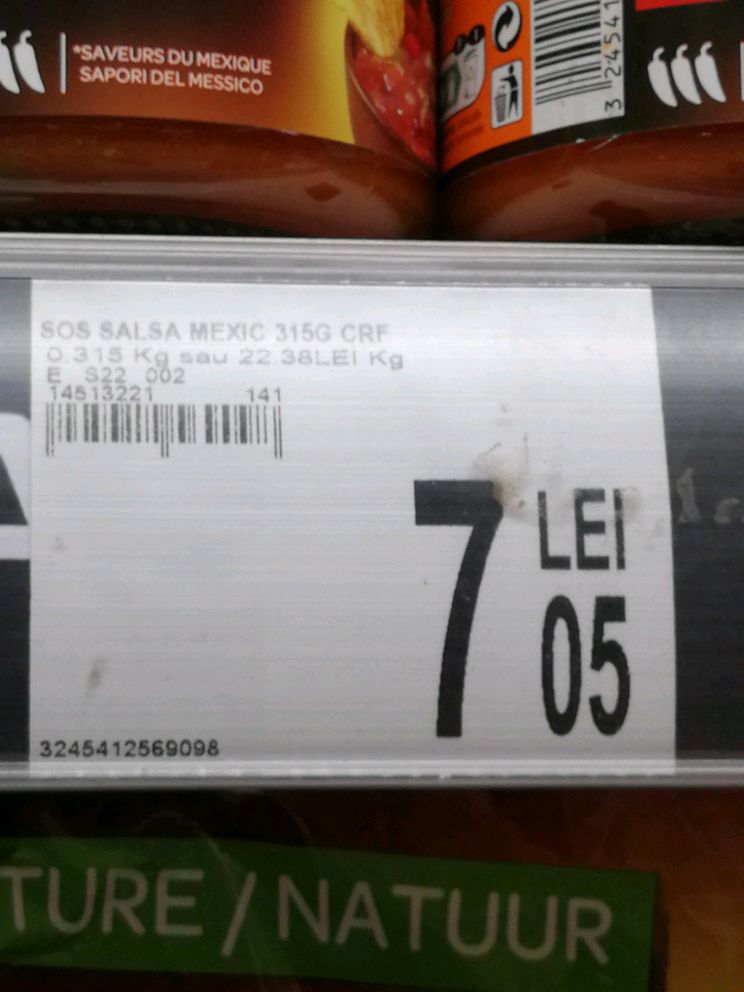 *SAVEURS DU MEXIQUE
SAPORI DEL MESSICO
3 24541
SOS SALSA MEXIC 315G CRF
0.315 Kg sau 22.38LEI Kg
E S22 002
14513221 141
7 LEI
05
3245412569098
TURE / NATUUR